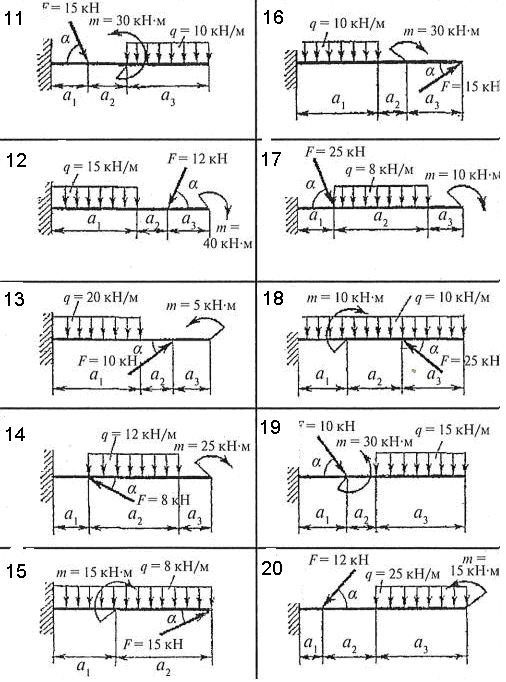 11
F = 15 кН
m = 30 кН·м
q = 10 кН/м
α
a₁ a₂ a₃
12
q = 15 кН/м
F = 12 кН
α
a₁ a₂ a₃
m =
40 кН·м
13
q = 20 кН/м
m = 5 кН·м
F = 10 кН
α
a₁ a₂ a₃
14
q = 12 кН/м
m = 25 кН·м
α
F = 8 кН
a₁ a₂ a₃
15
m = 15 кН·м
q = 8 кН/м
α
F = 15 кН
a₁ a₂
16
q = 10 кН/м
m = 30 кН·м
α
F = 15 кН
a₁ a₂ a₃
17
F = 25 кН
q = 8 кН/м
m = 10 кН·м
α
a₁ a₂ a₃
18
m = 10 кН·м
q = 10 кН/м
α
F = 25 кН
a₁ a₂ a₃
19
F = 10 кН
m = 30 кН·м
q = 15 кН/м
α
a₁ a₂ a₃
20
F = 12 кН
q = 25 кН/м
m =
15 кН·м
α
a₁ a₂ a₃